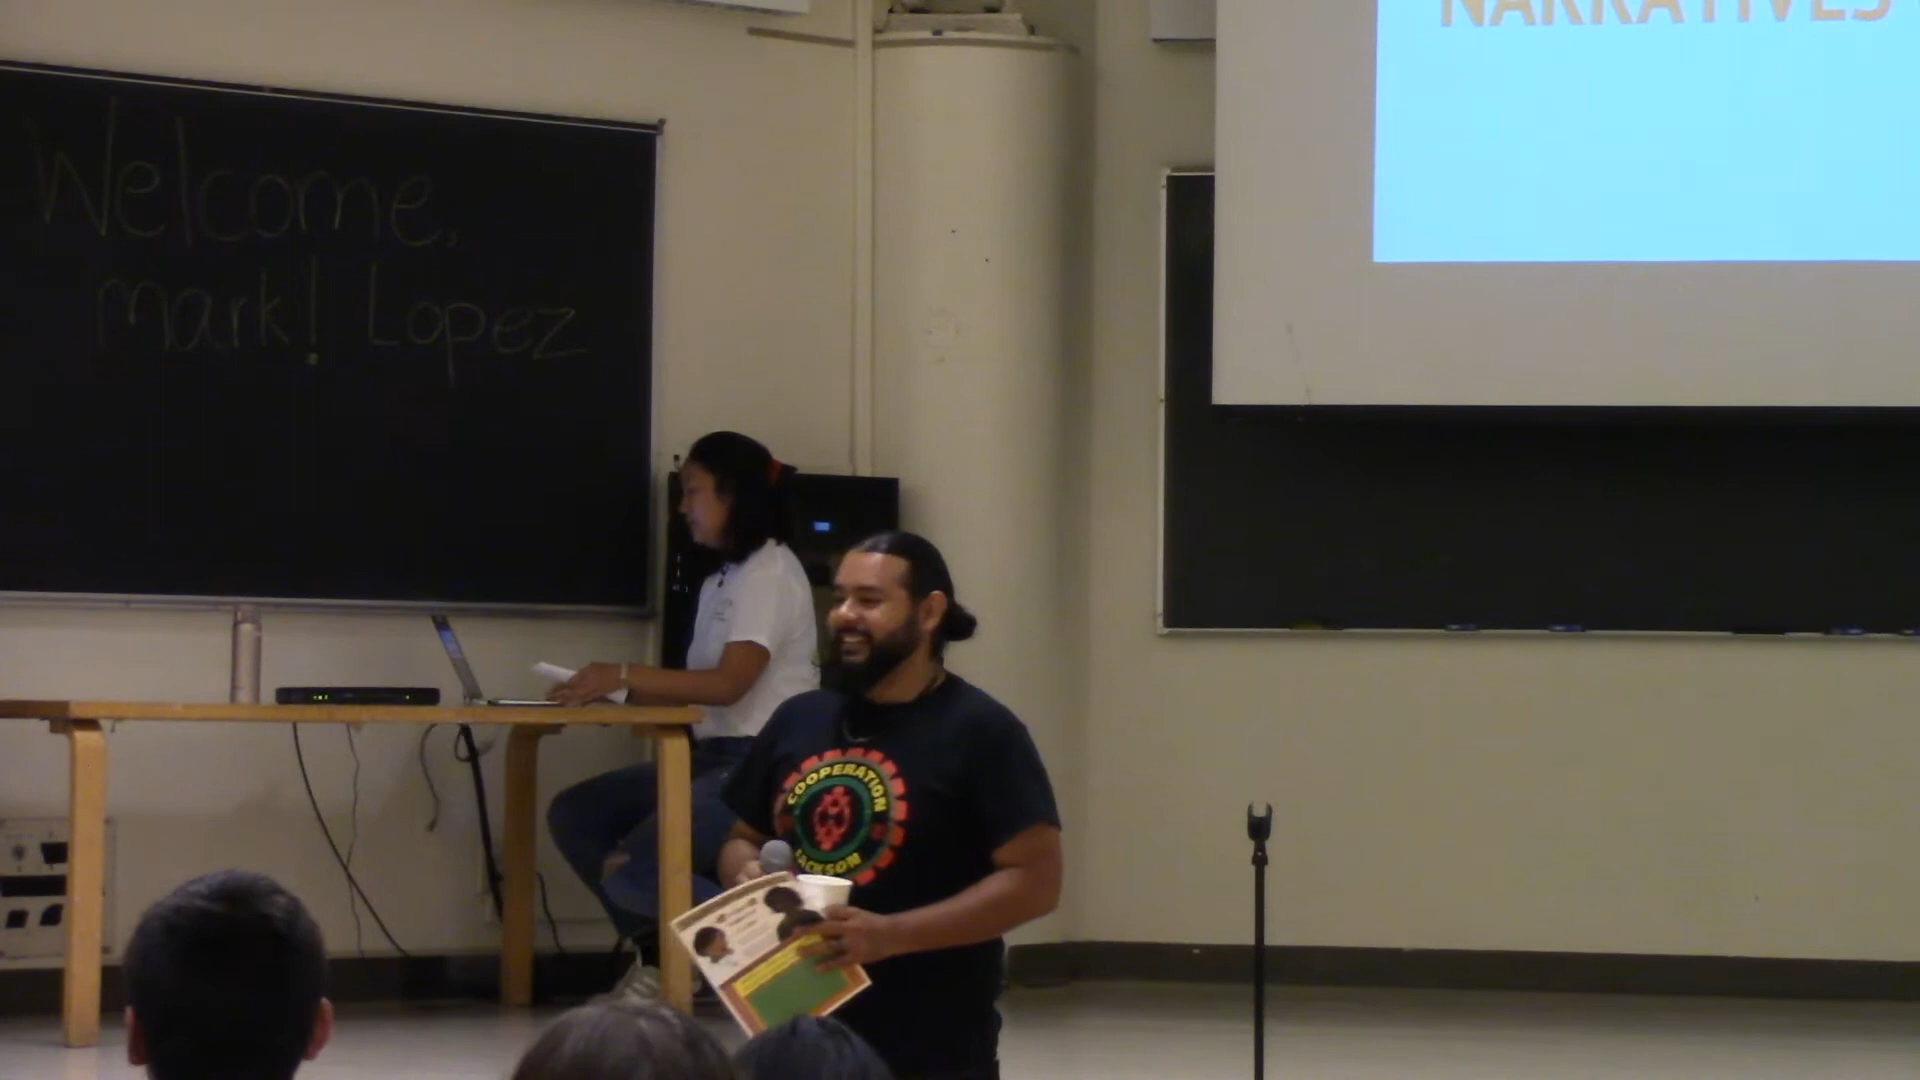 Welcome,
mark! Lopez
NARRATIVES
COOPERATION
JACKSON